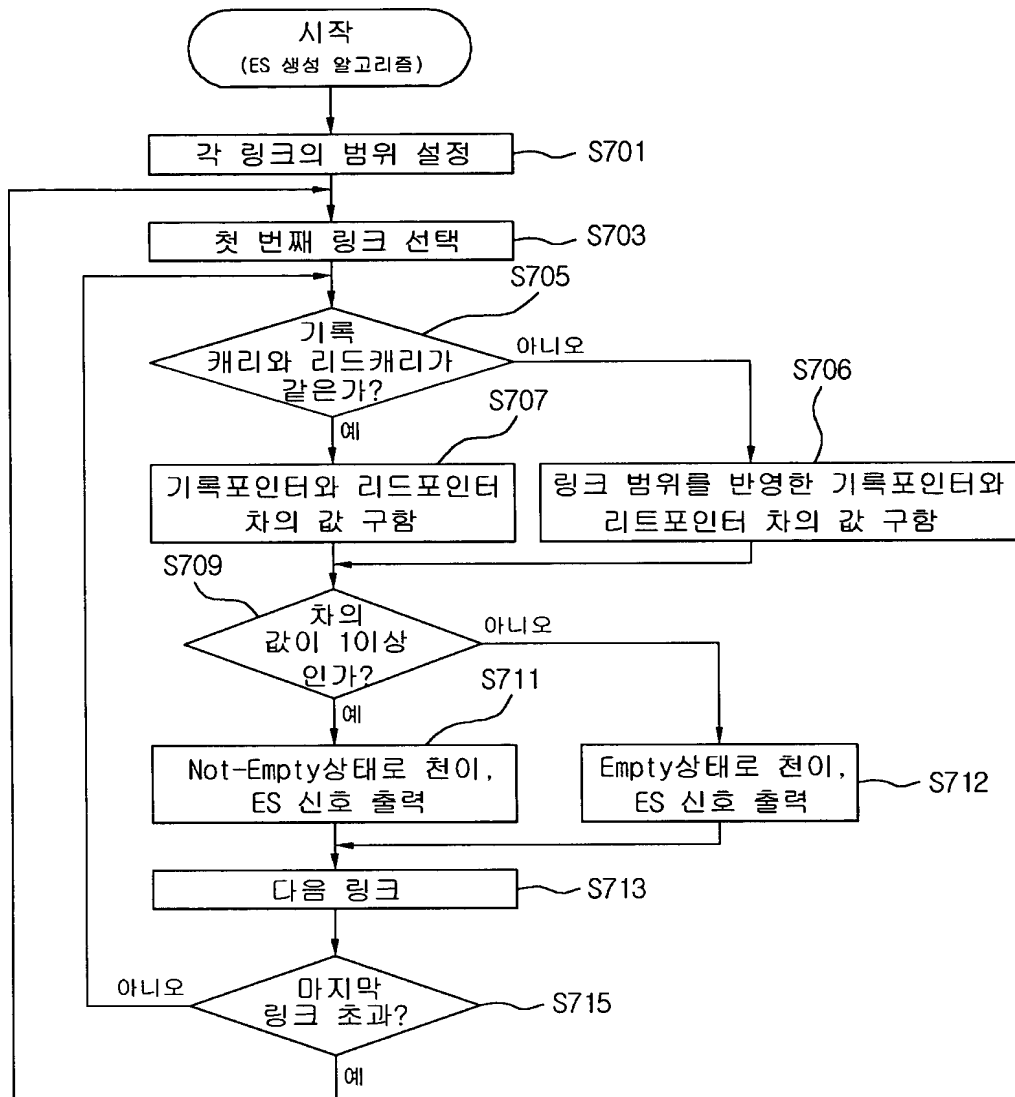 시작
(ES 생성 알고리즘)
각 링크의 범위 설정
S701
첫 번째 링크 선택
S703
S705
기록
캐리와 리드캐리가
같은가?
아니오
S706
S707
예
기록포인터와 리드포인터
차의 값 구함
링크 범위를 반영한 기록포인터와
리트포인터 차의 값 구함
S709
차의
값이 1이상
인가?
아니오
S711
예
Not-Empty상태로 천이,
ES 신호 출력
Empty상태로 천이,
ES 신호 출력
S712
다음 링크
S713
아니오
마지막
링크 초과?
S715
예